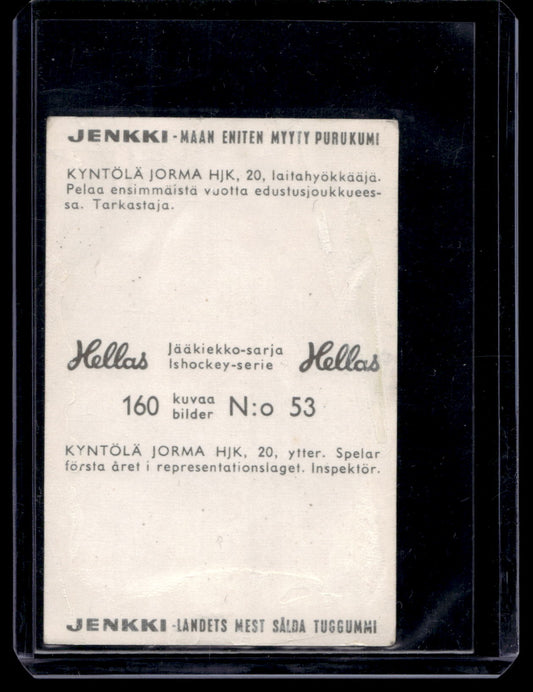 JENKKI - MAAN ENITEN MYYTY PURUKUMI
KYNTÖLÄ JORMA HJK, 20, laitahyökkääjä.
Pelaa ensimmäistä vuotta edustusjoukkuees-
sa. Tarkastaja.
Hellas Jääkiekko-sarja Hellas
Ishockey-serie
160 kuvaa N:o 53
bilder
KYNTÖLÄ JORMA HJK, 20, ytter. Spelar
första året i representationslaget. Inspektör.
JENKKI - LANDETS MEST SÅLDA TUGGUMMI